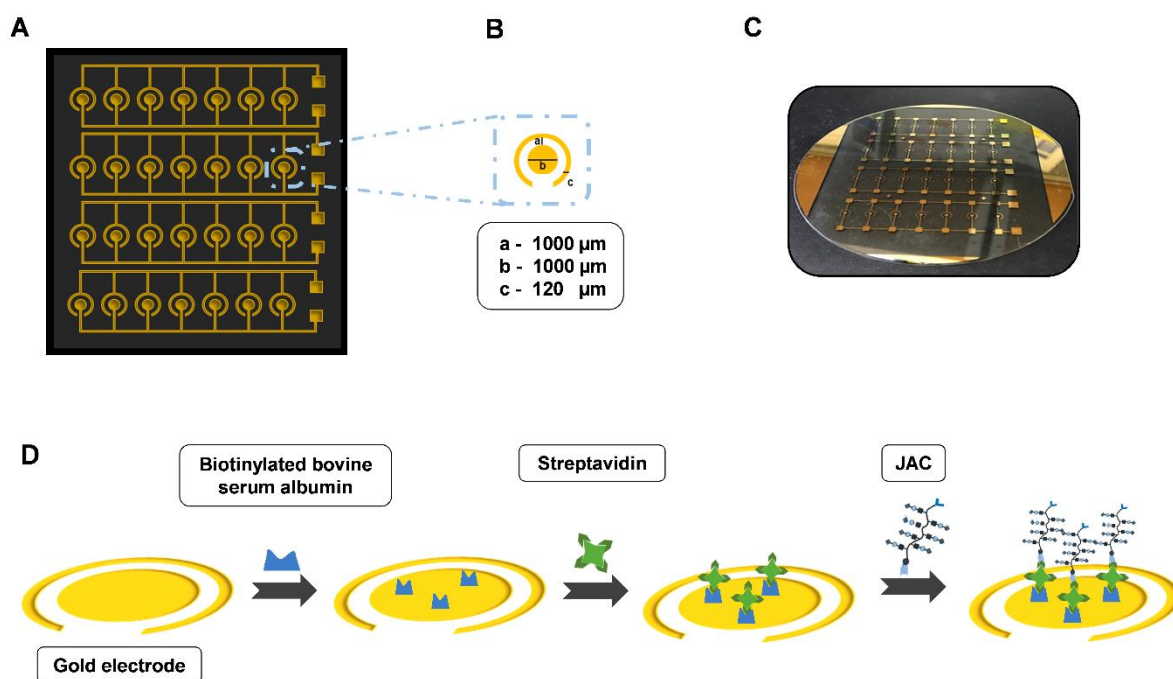 A
B
C
a
b
c
a - 1000 μm
b - 1000 μm
c - 120 μm
D
Biotinylated bovine
serum albumin
Streptavidin
JAC
Gold electrode